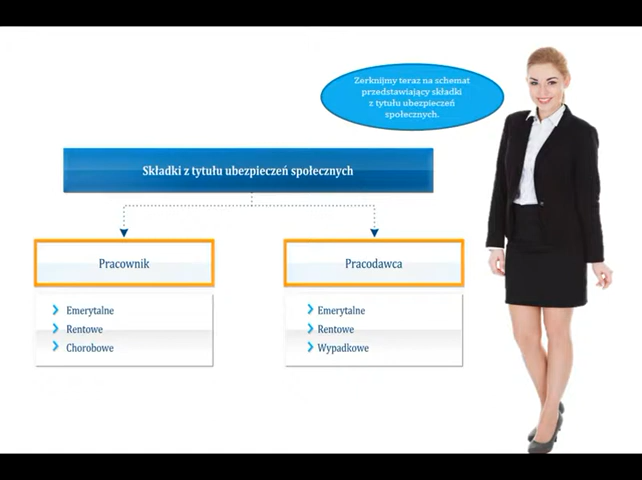 Zerknijmy teraz na schemat
przedstawiający składki
z tytułu ubezpieczeń
społecznych.
Składki z tytułu ubezpieczeń społecznych
Pracownik
Emerytalne
Rentowe
Chorobowe
Pracodawca
Emerytalne
Rentowe
Wypadkowe